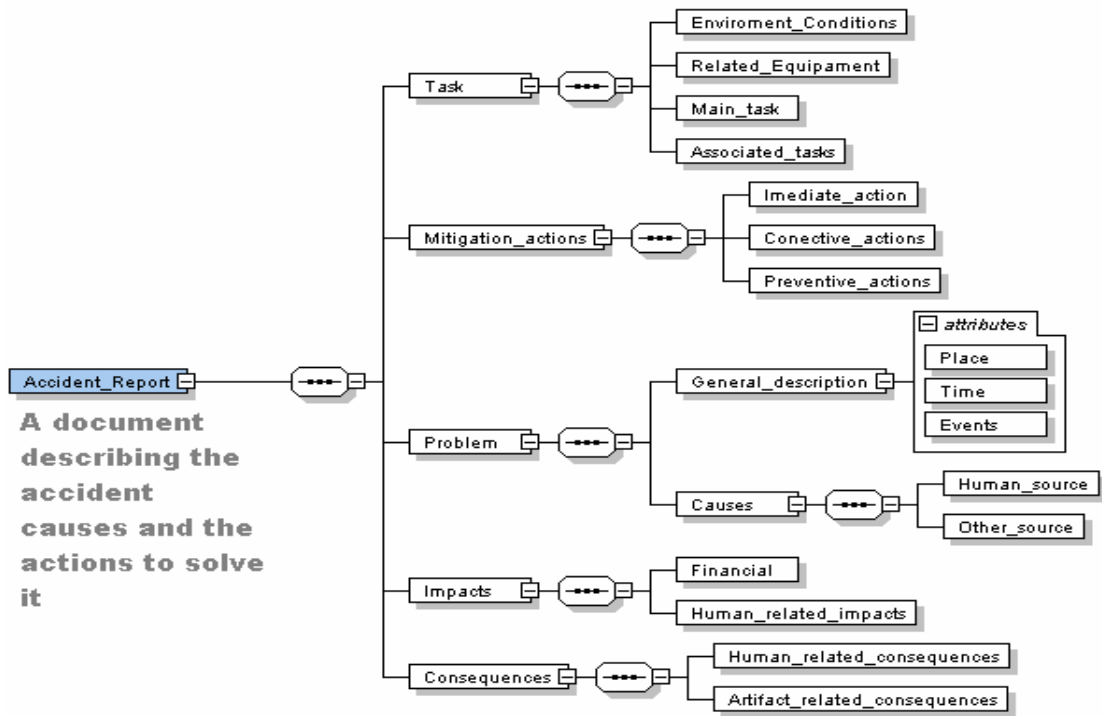 Enviroment_Conditions
Related_Equipament
Main_task
Associated_tasks
Task
Imediate_action
Mitigation_actions
Conective_actions
Preventive_actions
attributes
Place
Time
Events
General_description
Accident_Report
A document
describing the
accident
causes and the
actions to solve
it
Problem
Causes
Human_source
Other_source
Impacts
Financial
Human_related_impacts
Consequences
Human_related_consequences
Artifact_related_consequences